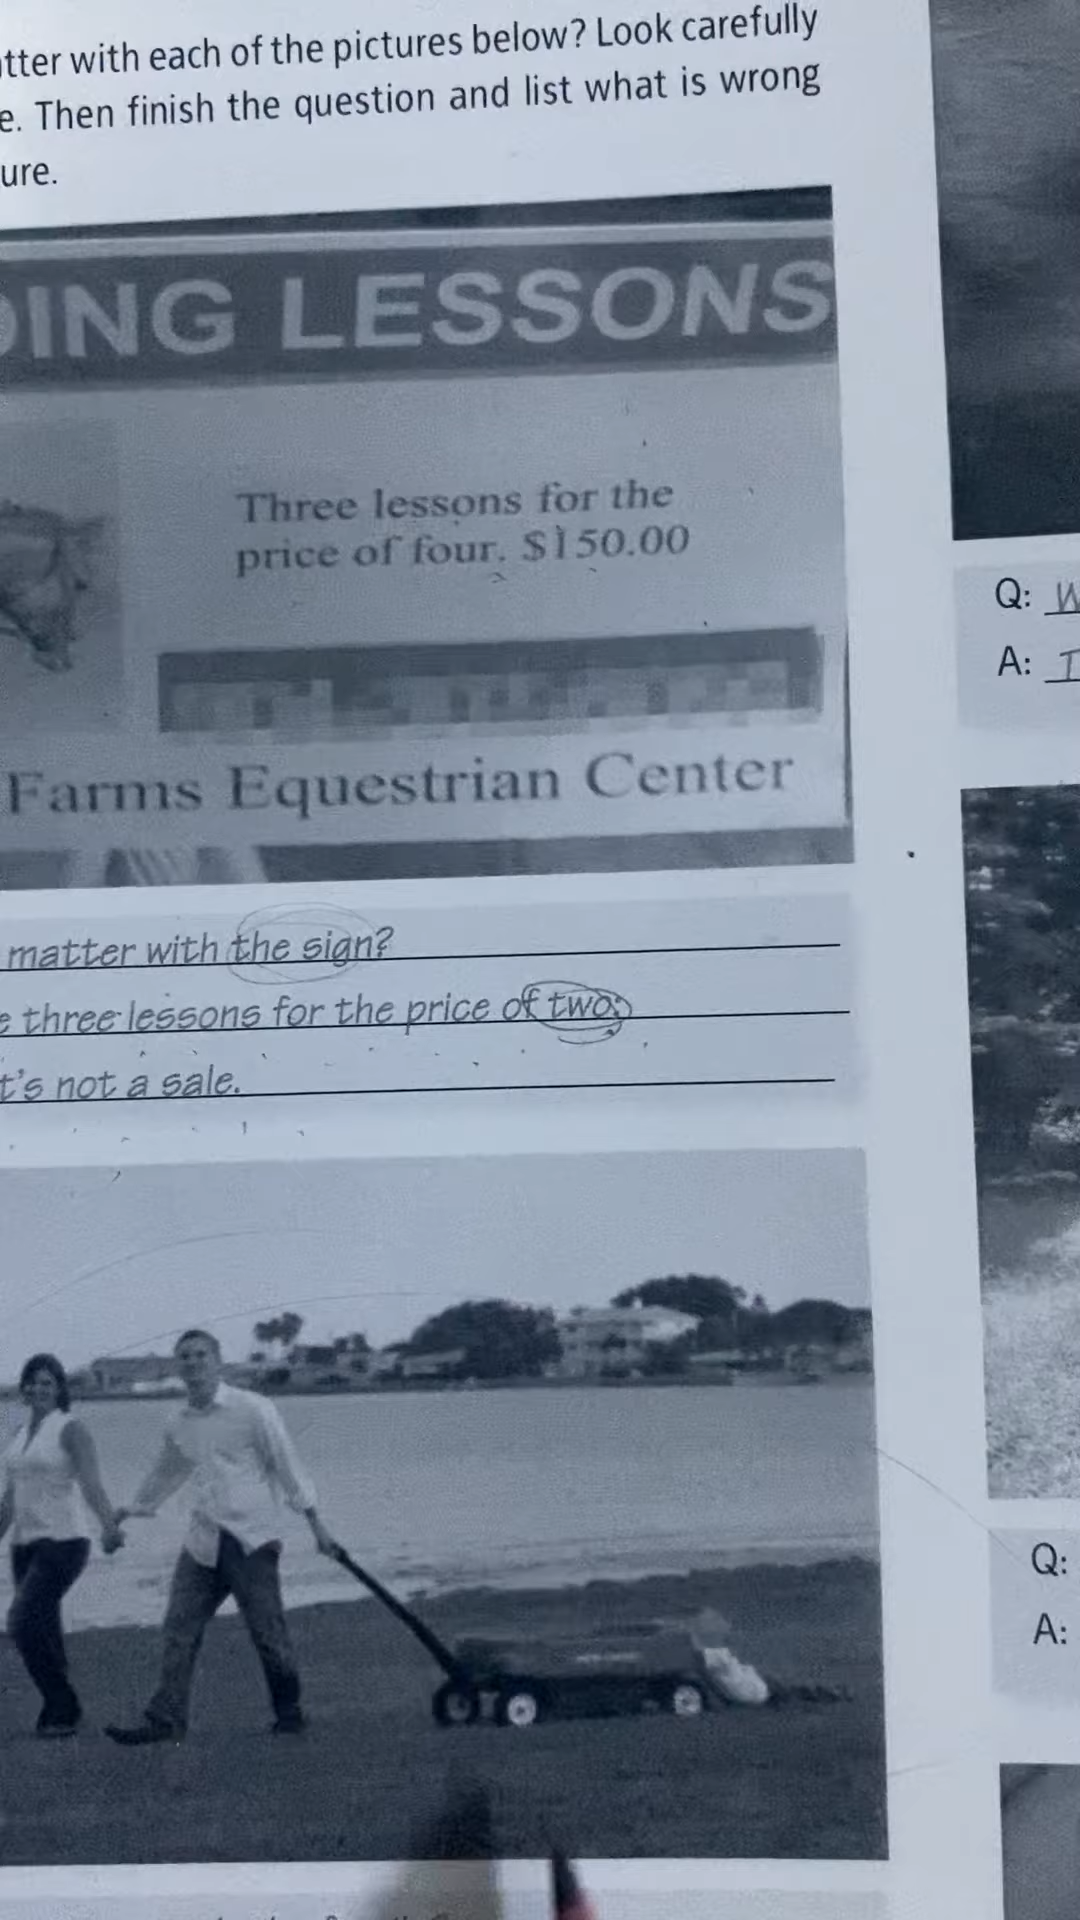 tter with each of the pictures below? Look carefully
e. Then finish the question and list what is wrong
ure.
DING LESSONS
Three lessons for the
price of four. $150.00
Farms Equestrian Center
matter with the sign?
e three lessons for the price of two;
t's not a sale.
Q: W
A: I
Q:
A: